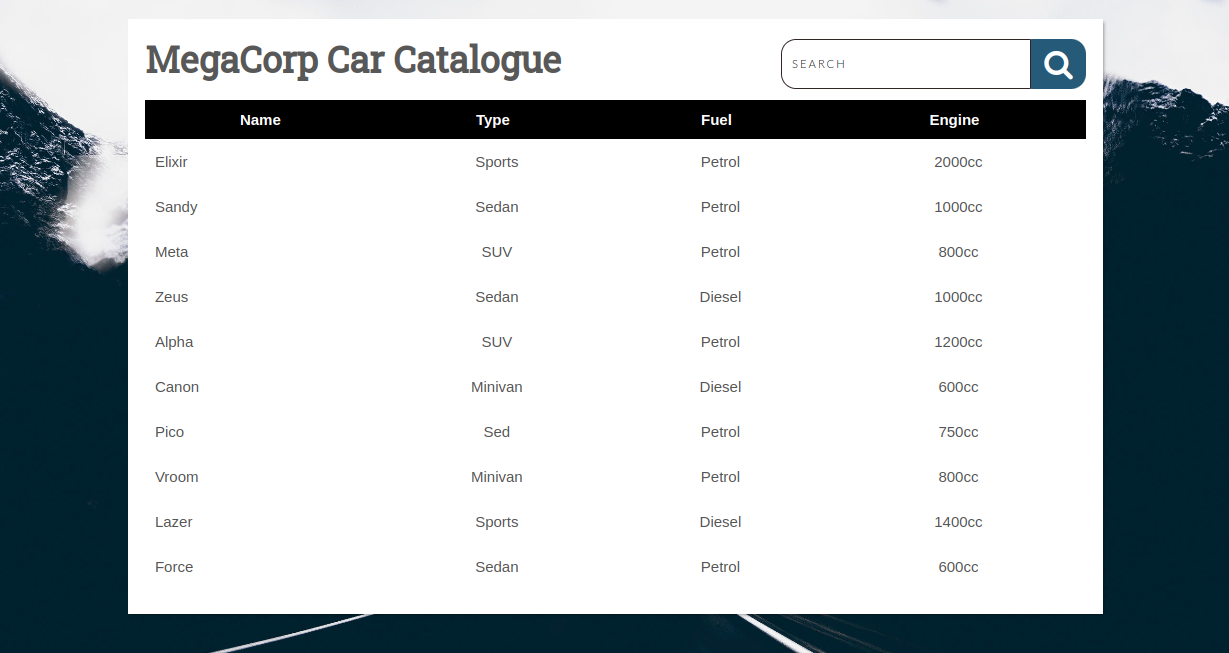 MegaCorp Car Catalogue
SEARCH
Name Type Fuel Engine
Elixir Sports Petrol 2000cc
Sandy Sedan Petrol 1000cc
Meta SUV Petrol 800cc
Zeus Sedan Diesel 1000cc
Alpha SUV Petrol 1200cc
Canon Minivan Diesel 600cc
Pico Sed Petrol 750cc
Vroom Minivan Petrol 800cc
Lazer Sports Diesel 1400cc
Force Sedan Petrol 600cc